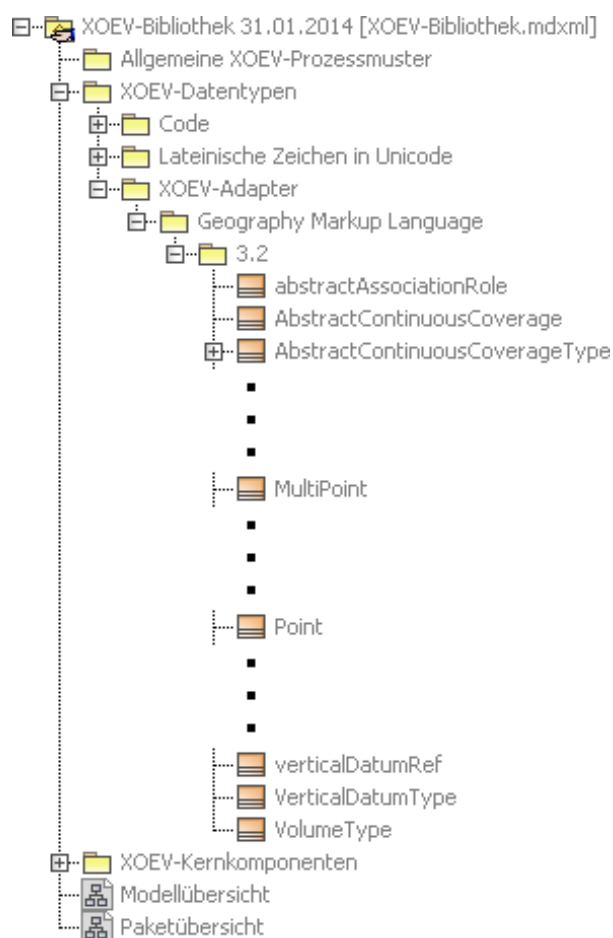 XOEV-Bibliothek 31.01.2014 [XOEV-Bibliothek.mdxml]
Allgemeine XOEV-Prozessmuster
XOEV-Datentypen
Code
Lateinische Zeichen in Unicode
XOEV-Adapter
Geography Markup Language
3.2
abstractAssociationRole
AbstractContinuousCoverage
AbstractContinuousCoverageType
MultiPoint
Point
verticalDatumRef
VerticalDatumType
VolumeType
XOEV-Kernkomponenten
Modellübersicht
Paketübersicht